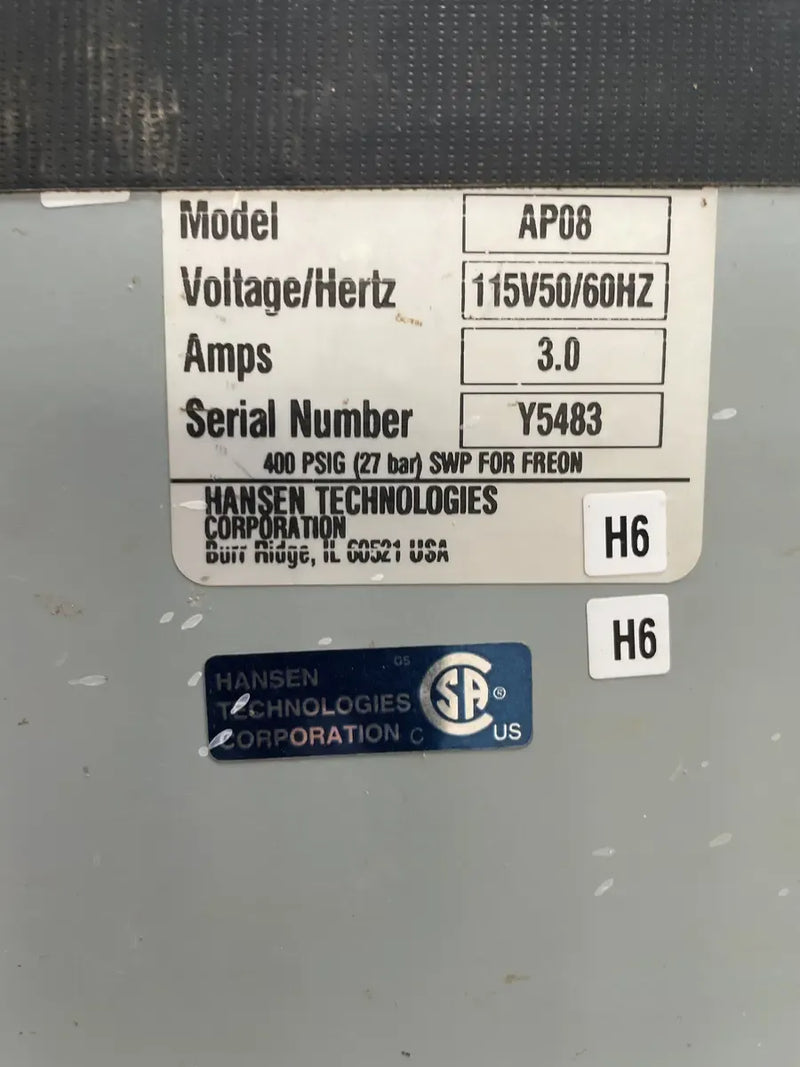 Model AP08
Voltage/Hertz 115V50/60HZ
Amps 3.0
Serial Number Y5483
400 PSIG (27 bar) SWP FOR FREON
HANSEN TECHNOLOGIES
CORPORATION
Burr Ridge, IL 60521 USA
H6
H6
HANSEN
TECHNOLOGIES
CORPORATION
GS
C SA ® US